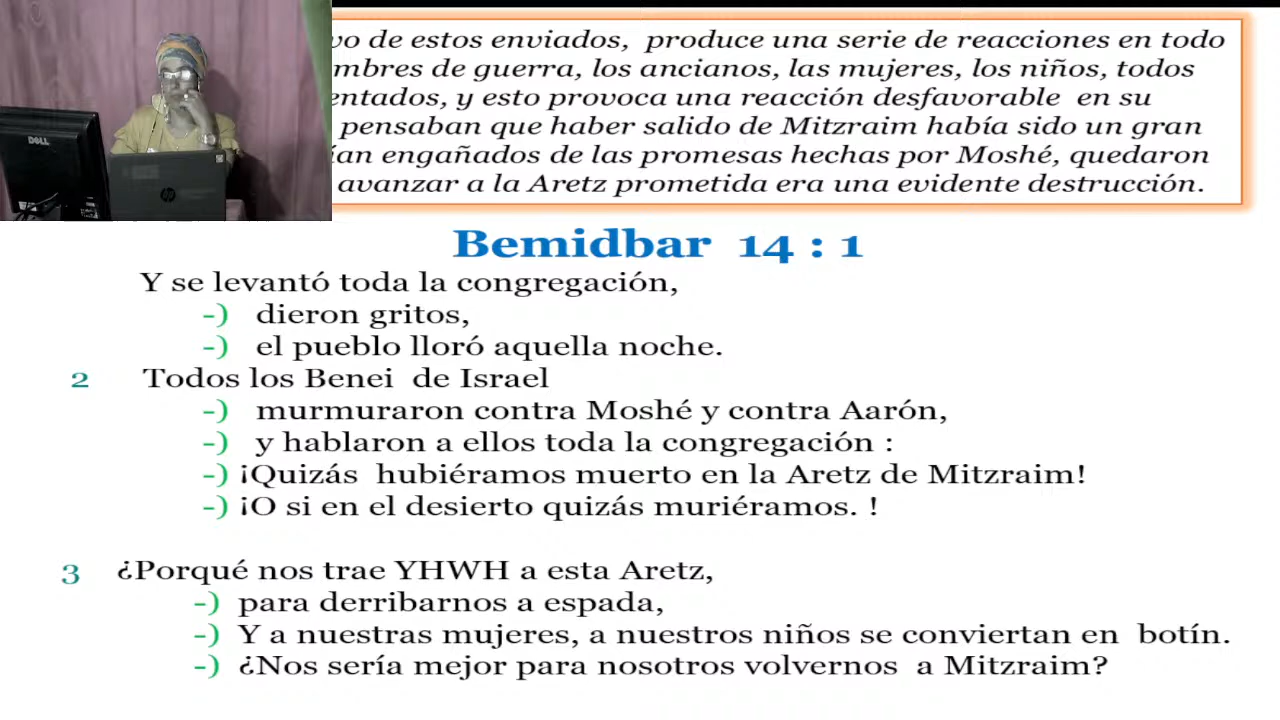 vo de estos enviados, produce una serie de reacciones en todo
mbres de guerra, los ancianos, las mujeres, los niños, todos
entados, y esto provoca una reacción desfavorable en su
pensaban que haber salido de Mitzraim había sido un gran
ían engañados de las promesas hechas por Moshé, quedaron
avanzar a la Aretz prometida era una evidente destrucción.
DELL
hp
Bemidbar 14 : 1
Y se levantó toda la congregación,
-) dieron gritos,
-) el pueblo lloró aquella noche.
2 Todos los Benei de Israel
-) murmuraron contra Moshé y contra Aarón,
-) y hablaron a ellos toda la congregación :
-) ¡Quizás hubiéramos muerto en la Aretz de Mitzraim!
-) ¡O si en el desierto quizás muriéramos. !
3 ¿Porqué nos trae YHWH a esta Aretz,
-) para derribarnos a espada,
-) Y a nuestras mujeres, a nuestros niños se conviertan en botín.
-) ¿Nos sería mejor para nosotros volvernos a Mitzraim?